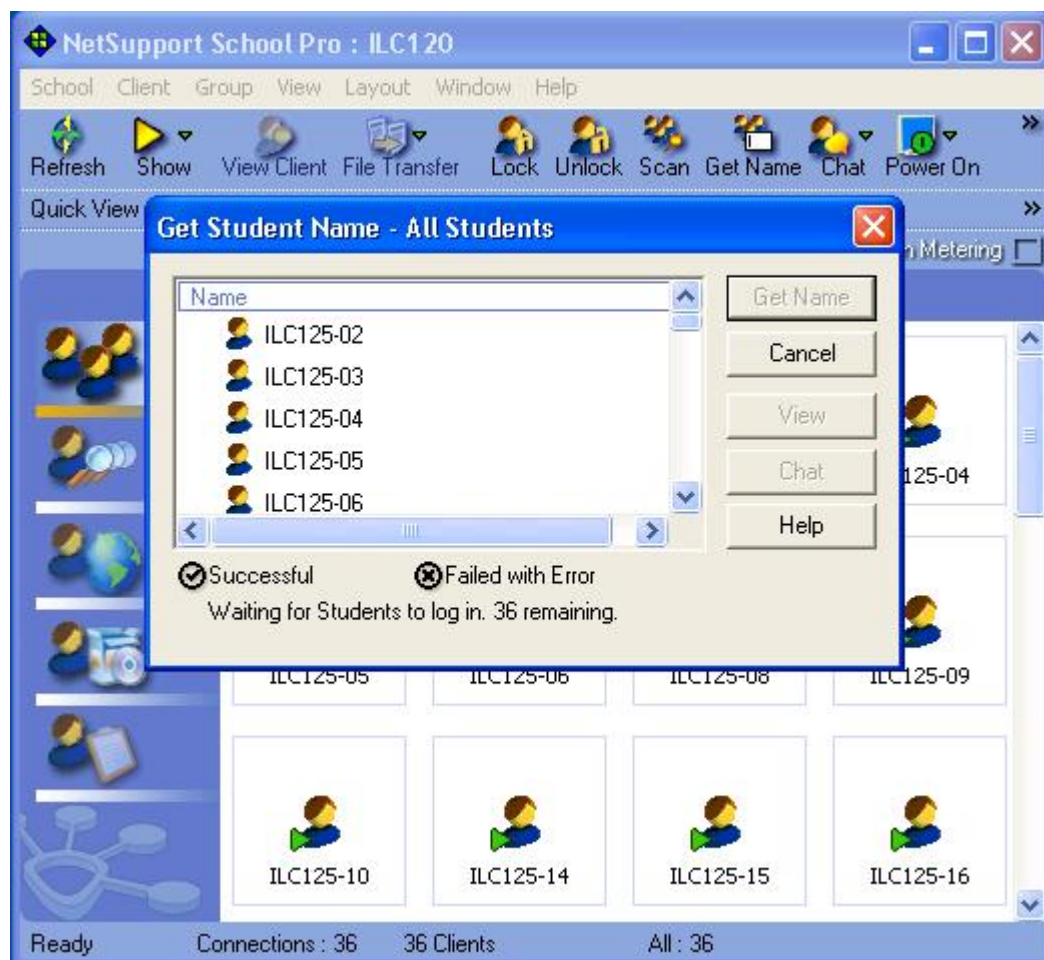 NetSupport School Pro : ILC120
School Client Group View Layout Window Help
Refresh Show View Client File Transfer Lock Unlock Scan Get Name Chat Power On
Quick View
Get Student Name - All Students
Metering
Name
Get Name
ILC125-02
Cancel
ILC125-03
ILC125-04
View
ILC125-05
Chat
125-04
ILC125-06
Help
Successful Failed with Error
Waiting for Students to log in. 36 remaining.
ILC125-05 ILC125-06 ILC125-08 ILC125-09
ILC125-10 ILC125-14 ILC125-15 ILC125-16
Ready Connections : 36 36 Clients All : 36